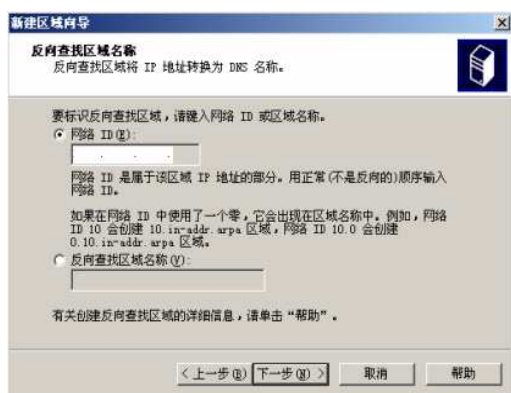 新建区域向导
反向查找区域名称
反向查找区域将 IP 地址转换为 DNS 名称。
要标识反向查找区域，请键入网络 ID 或区域名称。
网络 ID(E):
. . .
网络 ID 是属于该区域 IP 地址的部分。用正常(不是反向的)顺序输入
网络 ID。
如果在网络 ID 中使用了一个零，它会出现在区域名称中。例如，网络
ID 10 会创建 10.in-addr.arpa 区域，网络 ID 10.0 会创建
0.10.in-addr.arpa 区域。
反向查找区域名称(V):
有关创建反向查找区域的详细信息，请单击“帮助”。
< 上一步(B) 下一步(N) > 取消 帮助